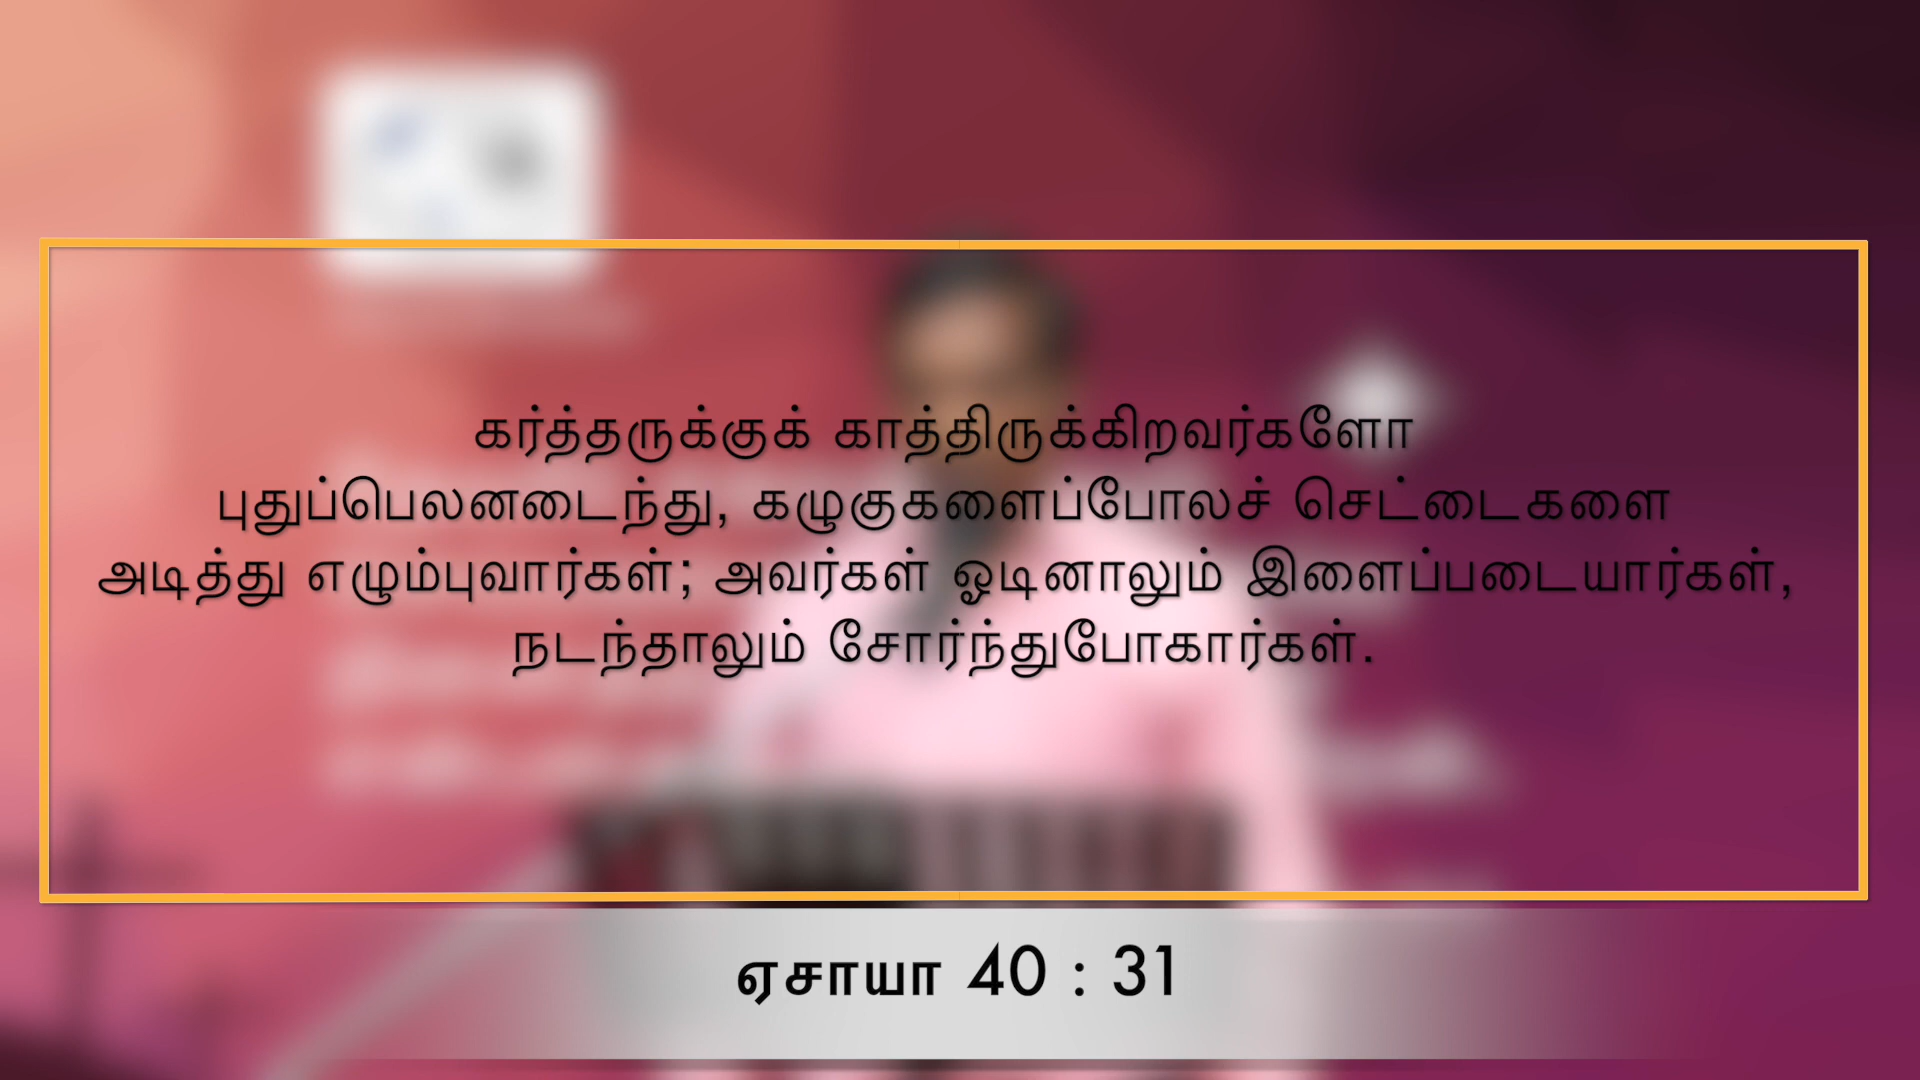 கர்த்தருக்குக் காத்திருக்கிறவர்களோ
புதுப்பெலனடைந்து, கழுகுகளைப்போலச் செட்டைகளை
அடித்து எழும்புவார்கள்; அவர்கள் ஓடினாலும் இளைப்படையார்கள்,
நடந்தாலும் சோர்ந்துபோகார்கள்.
ஏசாயா 40 : 31